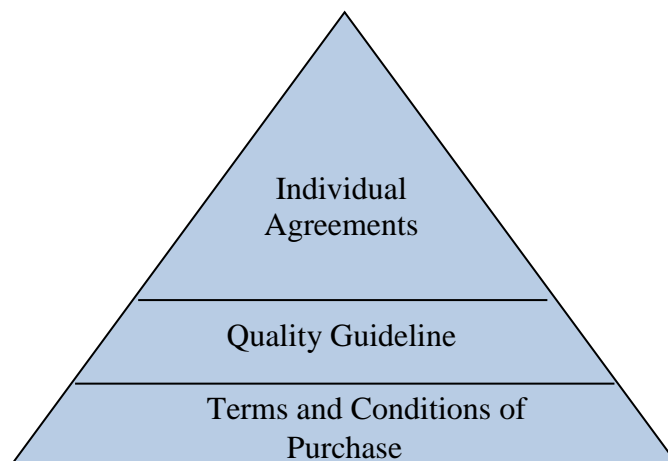 Individual
Agreements
Quality Guideline
Terms and Conditions of
Purchase